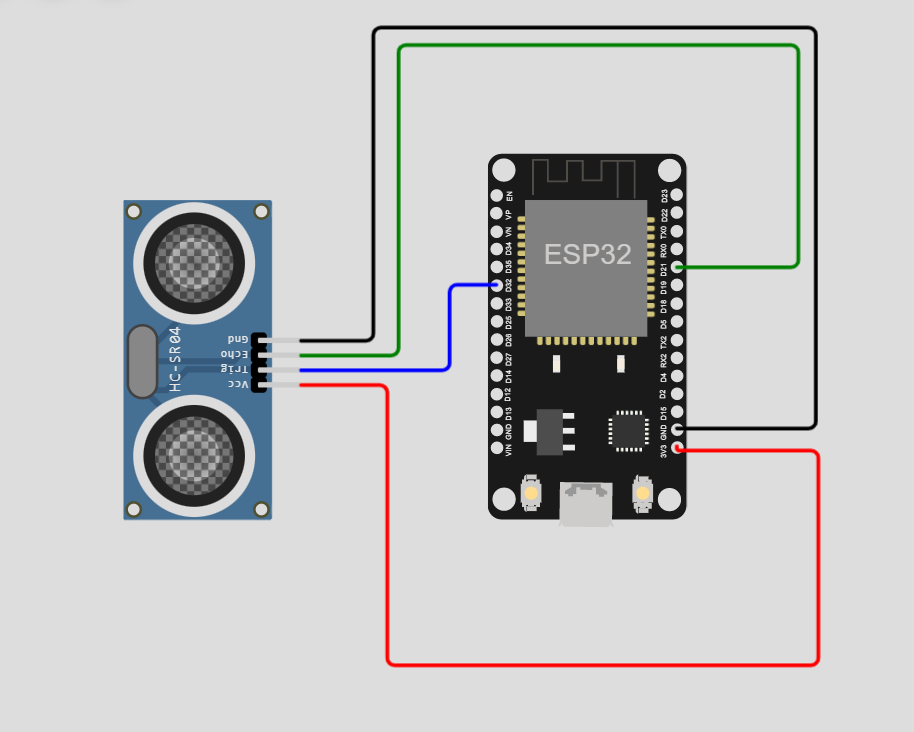 HC-SR04
Gnd
Echo
Trig
Vcc
ESP32
EN
VP
VN
D34
D35
D32
D33
D25
D26
D27
D14
D12
D13
GND
VIN
D23
D22
TX0
RX0
D21
D19
D18
D5
TX2
RX2
D4
D2
D15
GND
3V3